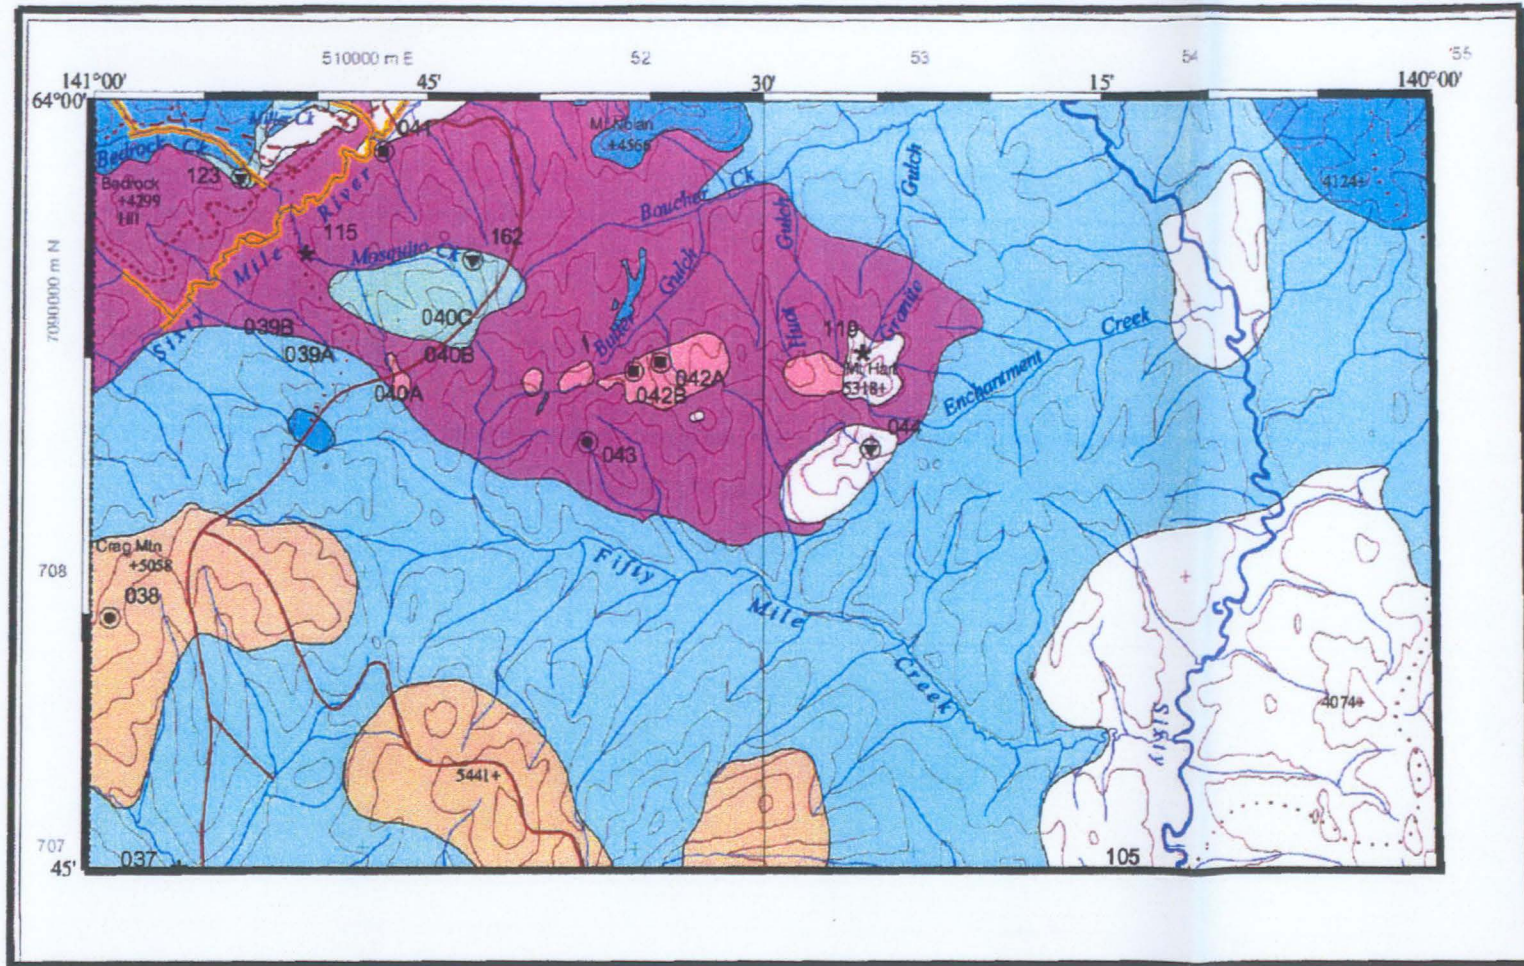 510000 m E 52 53 54 '55
141°00' 45' 30' 15' 140°00'
64°00'
Miller Ck
041
Mt Nolan
+4566
Bedrock Ck
123
Bedrock
+4299
Hill
4124+
Boucher Ck
Gulch
Gulch
115
162
Mosquito Ck
Sixty Mile River
7090000 m N
Butler Gulch
Hunt
Granite
119
Creek
040C
039B
039A
040B
Mt Hart
5318+
042A
042B
040A
Enchantment
044
043
Crag Mtn
+5058
708
038
Fifty
Mile
Creek
Sixty
4074+
5441+
707
037
105
45'